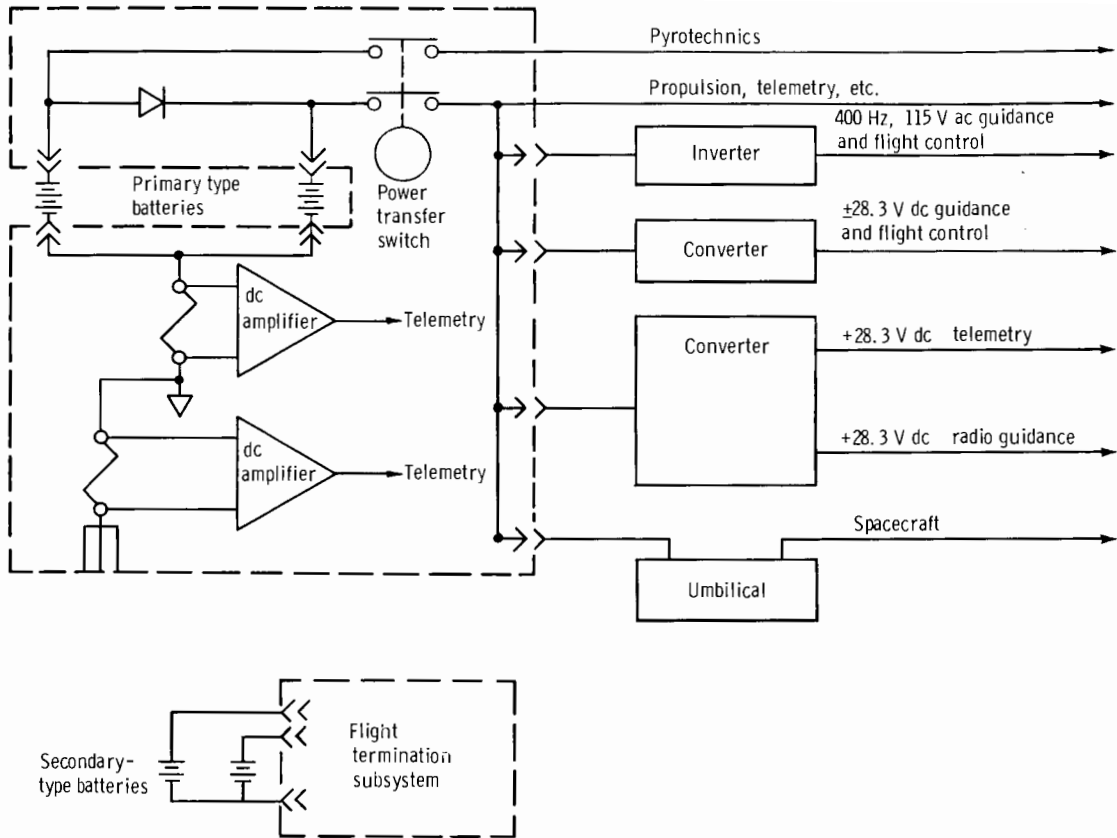 Pyrotechnics
Propulsion, telemetry, etc.
400 Hz, 115 V ac guidance
and flight control
Inverter
Primary type
batteries
Power
transfer
switch
±28.3 V dc guidance
and flight control
Converter
dc
amplifier
Telemetry
Converter
+28.3 V dc telemetry
+28.3 V dc radio guidance
dc
amplifier
Telemetry
Spacecraft
Umbilical
Flight
termination
subsystem
Secondary-
type batteries